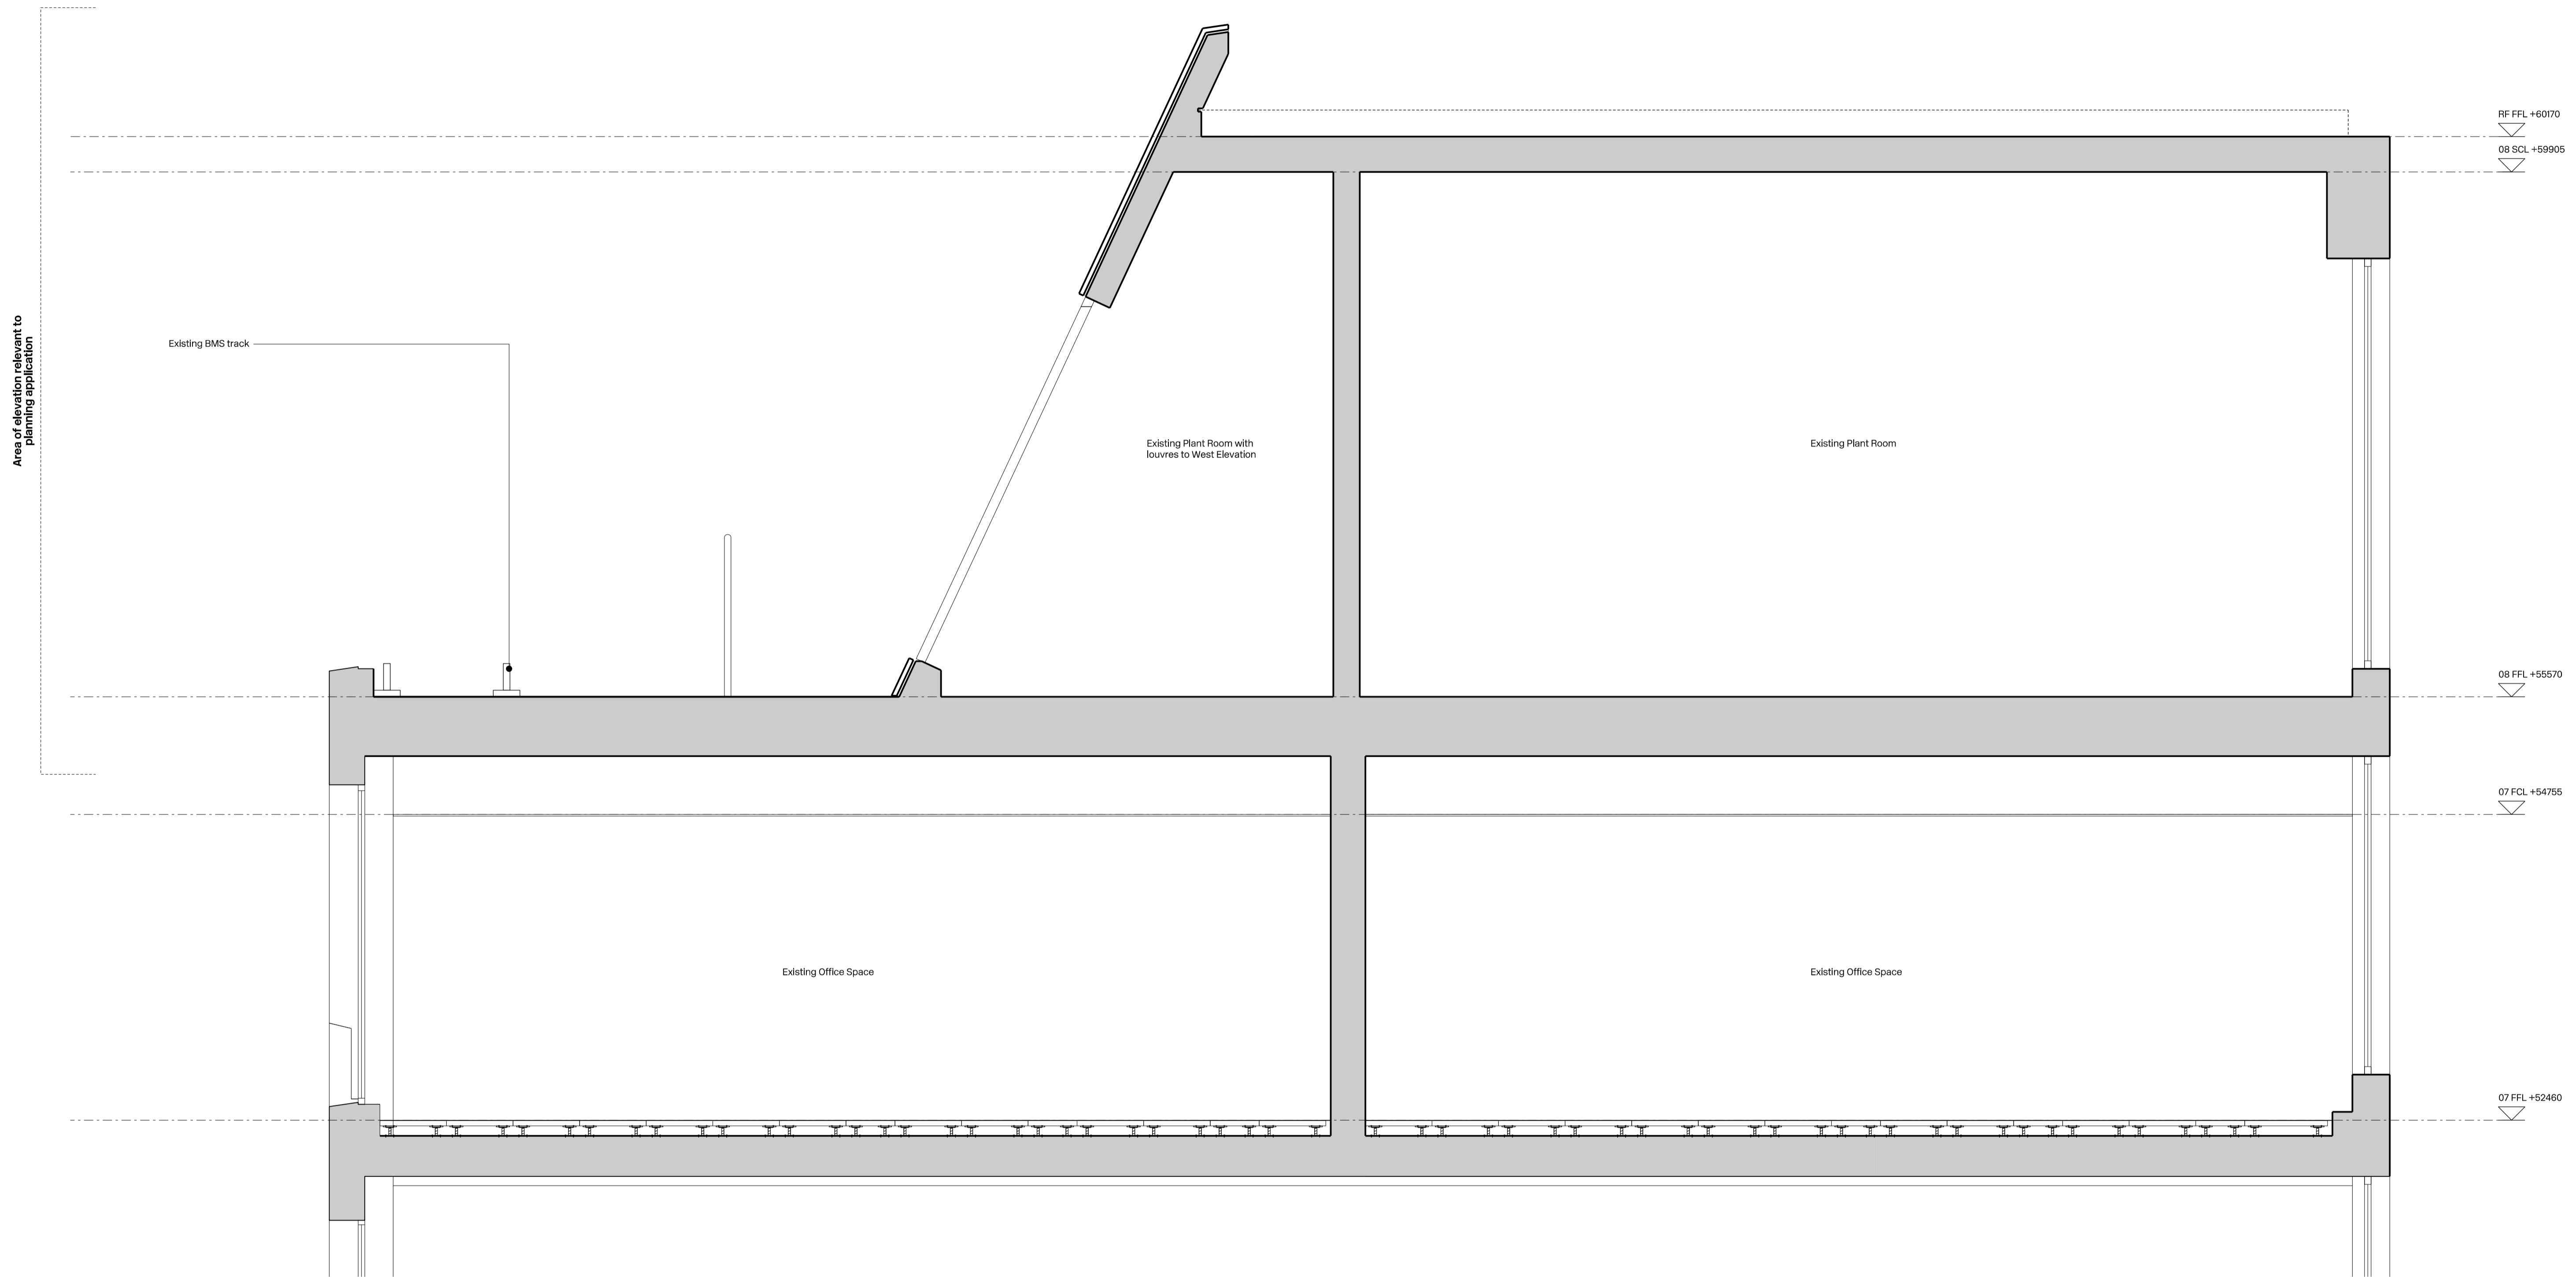 RF FFL +60170
08 SCL +59905
Area of elevation relevant to
planning application
Existing BMS track
Existing Plant Room with
louvres to West Elevation
Existing Plant Room
08 FFL +55570
07 FCL +54755
Existing Office Space
Existing Office Space
07 FFL +52460